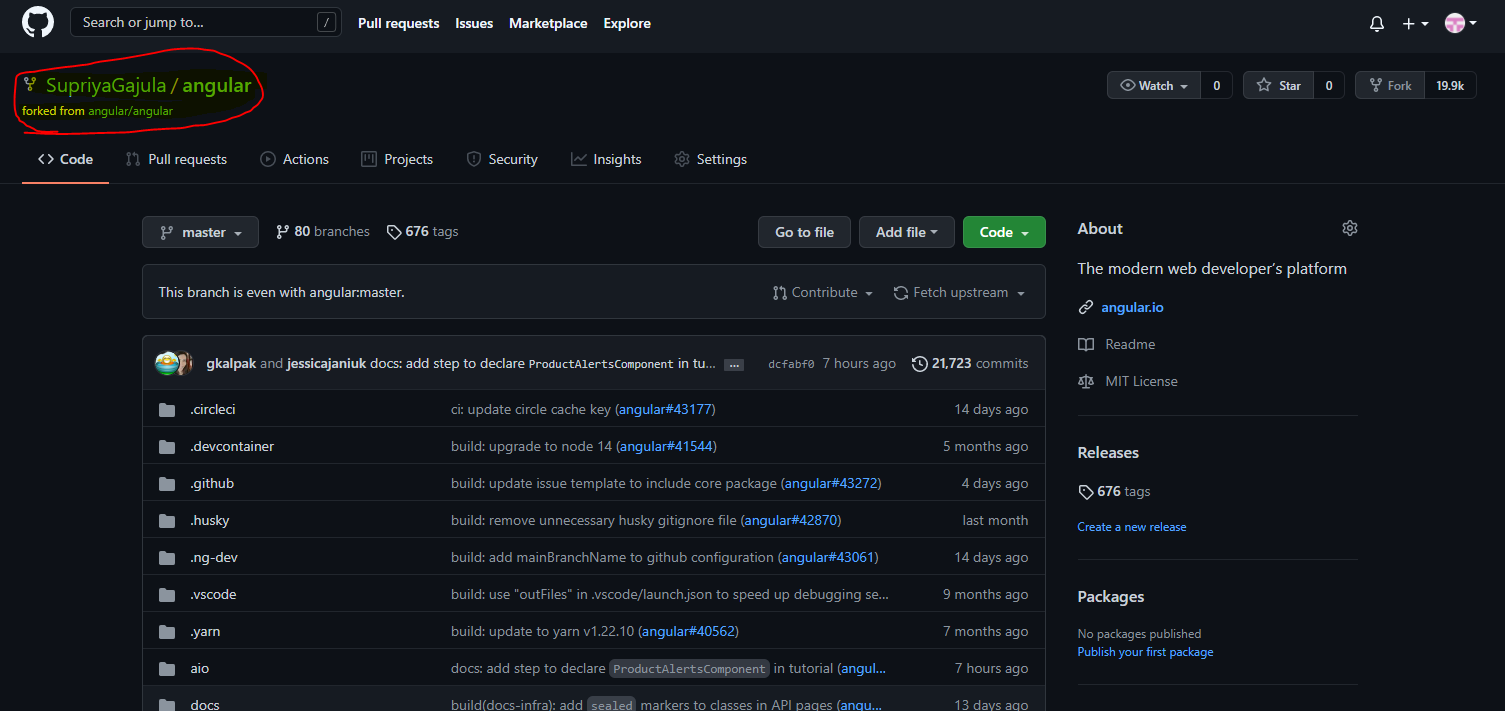 Search or jump to... / Pull requests Issues Marketplace Explore
SupriyaGajula / angular
forked from angular/angular
Watch 0 Star 0 Fork 19.9k
Code Pull requests Actions Projects Security Insights Settings
master 80 branches 676 tags Go to file Add file Code
This branch is even with angular:master. Contribute Fetch upstream
gkalpak and jessicajaniuk docs: add step to declare ProductAlertsComponent in tu... ... dcfabf0 7 hours ago 21,723 commits
.circleci ci: update circle cache key (angular#43177) 14 days ago
.devcontainer build: upgrade to node 14 (angular#41544) 5 months ago
.github build: update issue template to include core package (angular#43272) 4 days ago
.husky build: remove unnecessary husky gitignore file (angular#42870) last month
.ng-dev build: add mainBranchName to github configuration (angular#43061) 14 days ago
.vscode build: use "outFiles" in .vscode/launch.json to speed up debugging se... 9 months ago
.yarn build: update to yarn v1.22.10 (angular#40562) 7 months ago
aio docs: add step to declare ProductAlertsComponent in tutorial (angul... 7 hours ago
docs build(docs-infra): add sealed markers to classes in API pages (angu... 13 days ago
About
The modern web developer's platform
angular.io
Readme
MIT License
Releases
676 tags
Create a new release
Packages
No packages published
Publish your first package